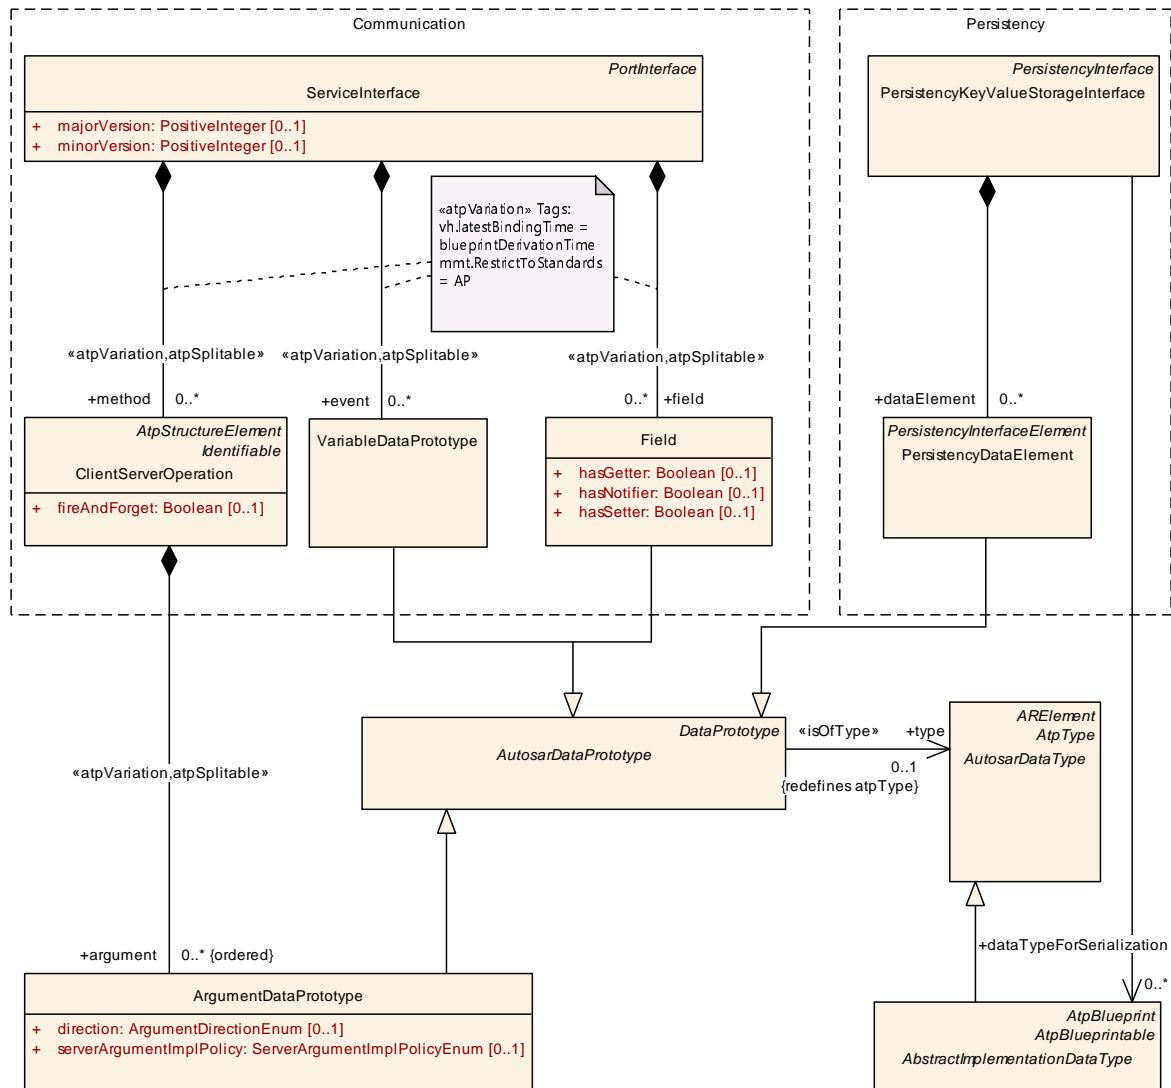 Communication
Persistency
PortInterface
ServiceInterface
+ majorVersion: PositiveInteger [0..1]
+ minorVersion: PositiveInteger [0..1]
PersistencyInterface
PersistencyKeyValueStorageInterface
«atpVariation» Tags:
vh.latestBindingTime =
blueprintDerivationTime
mmt.RestrictToStandards
= AP
«atpVariation,atpSplitable»
«atpVariation,atpSplitable»
«atpVariation,atpSplitable»
+method 0..*
+event 0..*
0..* +field
+dataElement 0..*
AtpStructureElement
Identifiable
ClientServerOperation
+ fireAndForget: Boolean [0..1]
VariableDataPrototype
Field
+ hasGetter: Boolean [0..1]
+ hasNotifier: Boolean [0..1]
+ hasSetter: Boolean [0..1]
PersistencyInterfaceElement
PersistencyDataElement
DataPrototype
AutosarDataPrototype
«isOfType» +type
0..1
{redefines atpType}
ARElement
AtpType
AutosarDataType
«atpVariation,atpSplitable»
+argument 0..* {ordered}
+dataTypeForSerialization
0..*
ArgumentDataPrototype
+ direction: ArgumentDirectionEnum [0..1]
+ serverArgumentImplPolicy: ServerArgumentImplPolicyEnum [0..1]
AtpBlueprint
AtpBlueprintable
AbstractImplementationDataType